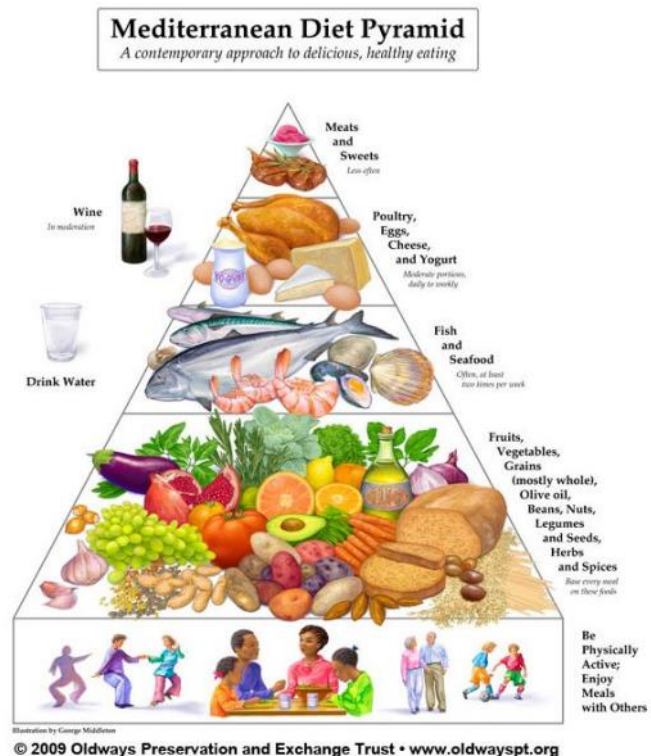 Mediterranean Diet Pyramid
A contemporary approach to delicious, healthy eating
Meats
and
Sweets
Less often
Wine
In moderation
Poultry,
Eggs,
Cheese,
and Yogurt
Moderate portions,
daily to weekly
YOGURT
Drink Water
Fish
and
Seafood
Often, at least
two times per week
Fruits,
Vegetables,
Grains
(mostly whole),
Olive oil,
Beans, Nuts,
Legumes
and Seeds,
Herbs
and Spices
Base every meal
on these foods
Be
Physically
Active;
Enjoy
Meals
with Others
Illustration by George Middleton
© 2009 Oldways Preservation and Exchange Trust • www.oldwayspt.org